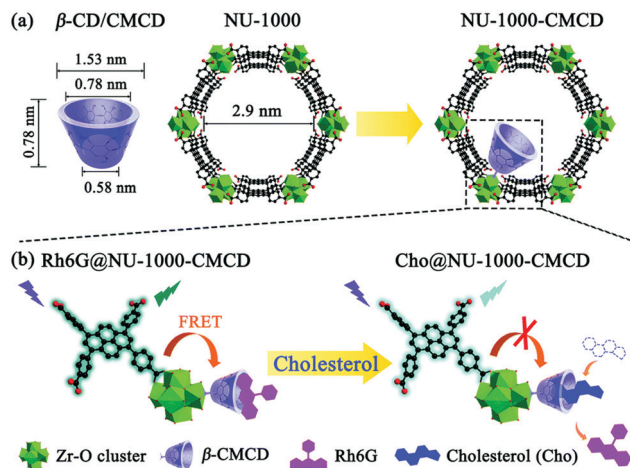 (a) β-CD/CMCD NU-1000 NU-1000-CMCD
1.53 nm
0.78 nm
0.78 nm
2.9 nm
0.58 nm
(b) Rh6G@NU-1000-CMCD Cho@NU-1000-CMCD
FRET
Cholesterol
Zr-O cluster β-CMCD Rh6G Cholesterol (Cho)